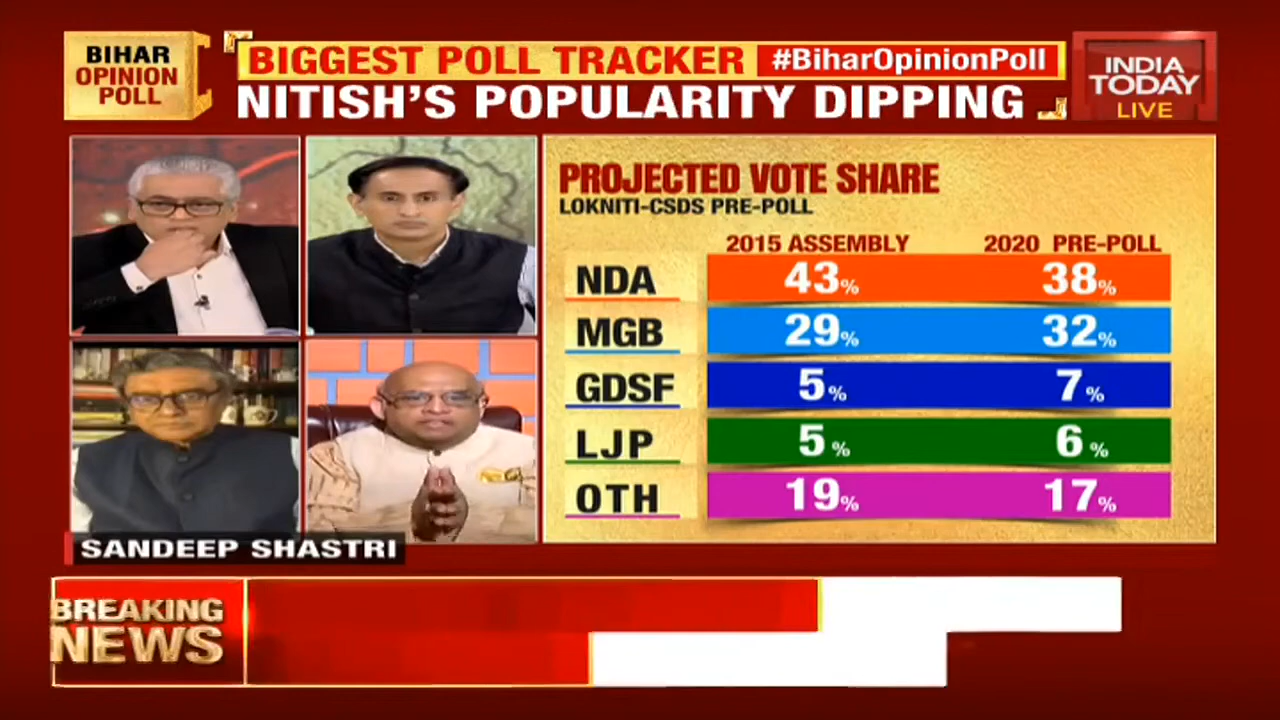 BIHAR
OPINION
POLL
BIGGEST POLL TRACKER
#BiharOpinionPoll
NITISH'S POPULARITY DIPPING
INDIA
TODAY
LIVE
PROJECTED VOTE SHARE
LOKNITI-CSDS PRE-POLL
2015 ASSEMBLY 2020 PRE-POLL
NDA 43% 38%
MGB 29% 32%
GDSF 5% 7%
LJP 5% 6%
OTH 19% 17%
SANDEEP SHASTRI
BREAKING
NEWS